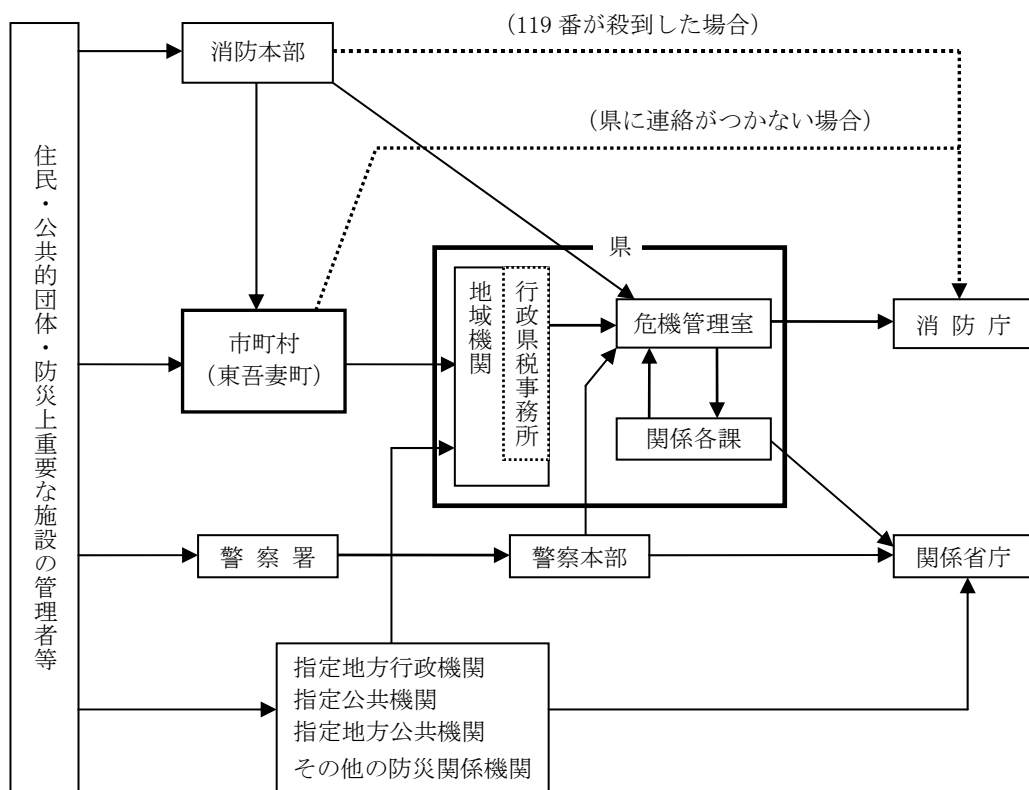 （119 番が殺到した場合）
消防本部
（県に連絡がつかない場合）
住民・公共的団体・防災上重要な施設の管理者等
県
地域機関
行政県税事務所
危機管理室
消 防 庁
市町村
（東吾妻町）
関係各課
警 察 署
警察本部
関係省庁
指定地方行政機関
指定公共機関
指定地方公共機関
その他の防災関係機関